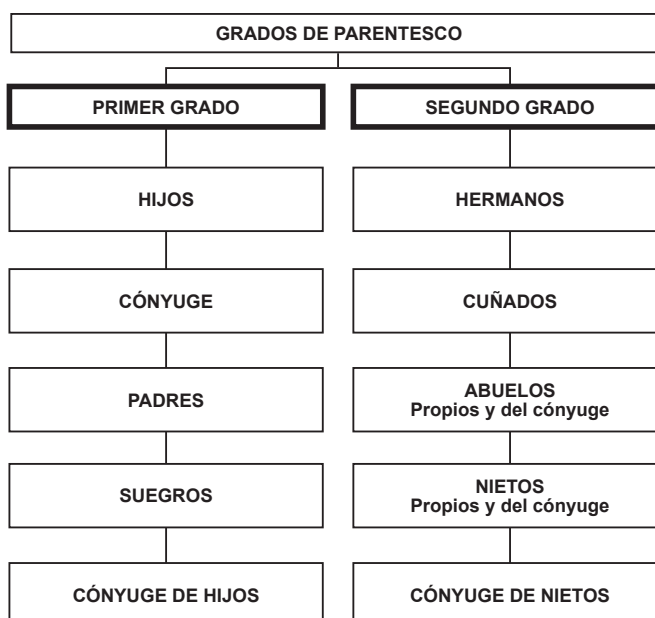 GRADOS DE PARENTESCO
PRIMER GRADO
HIJOS
CÓNYUGE
PADRES
SUEGROS
CÓNYUGE DE HIJOS
SEGUNDO GRADO
HERMANOS
CUÑADOS
ABUELOS
Propios y del cónyuge
NIETOS
Propios y del cónyuge
CÓNYUGE DE NIETOS